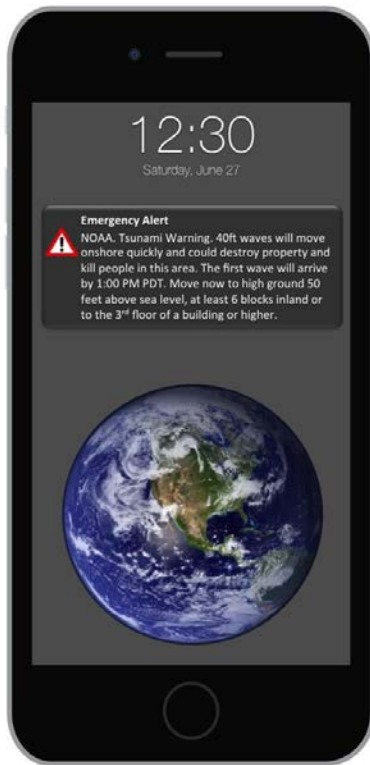 12:30
Saturday, June 27
Emergency Alert
NOAA. Tsunami Warning. 40ft waves will move
onshore quickly and could destroy property and
kill people in this area. The first wave will arrive
by 1:00 PM PDT. Move now to high ground 50
feet above sea level, at least 6 blocks inland or
to the 3rd floor of a building or higher.